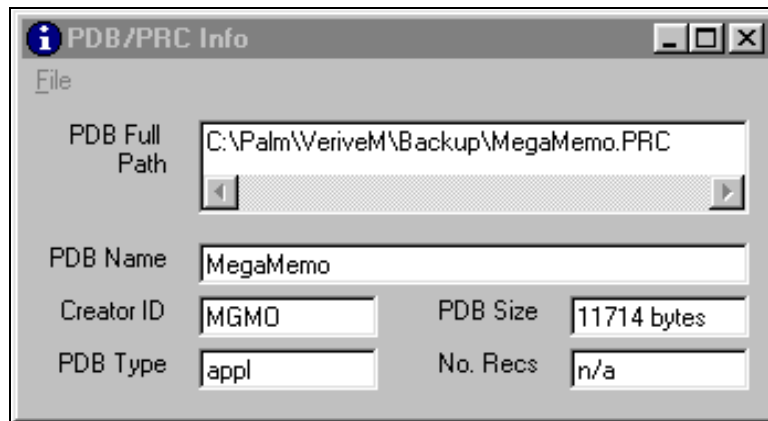 PDB/PRC Info
File
PDB Full Path
C:\Palm\VeriveM\Backup\MegaMemo.PRC
PDB Name
MegaMemo
Creator ID
MGMO
PDB Size
11714 bytes
PDB Type
appl
No. Recs
n/a